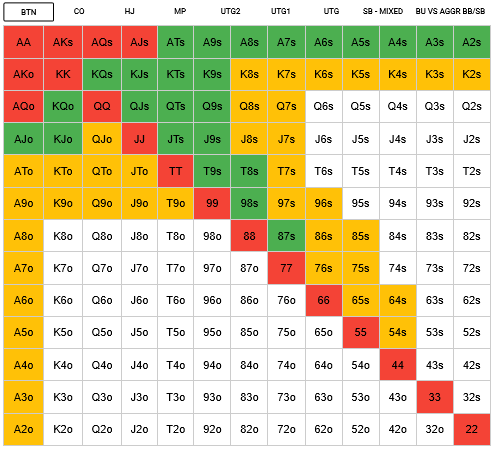 BTN CO HJ MP UTG2 UTG1 UTG SB - MIXED BU VS AGGR BB/SB
AA AKs AQs AJs ATs A9s A8s A7s A6s A5s A4s A3s A2s
AKo KK KQs KJs KTs K9s K8s K7s K6s K5s K4s K3s K2s
AQo KQo QQ QJs QTs Q9s Q8s Q7s Q6s Q5s Q4s Q3s Q2s
AJo KJo QJo JJ JTs J9s J8s J7s J6s J5s J4s J3s J2s
ATo KTo QTo JTo TT T9s T8s T7s T6s T5s T4s T3s T2s
A9o K9o Q9o J9o T9o 99 98s 97s 96s 95s 94s 93s 92s
A8o K8o Q8o J8o T8o 98o 88 87s 86s 85s 84s 83s 82s
A7o K7o Q7o J7o T7o 97o 87o 77 76s 75s 74s 73s 72s
A6o K6o Q6o J6o T6o 96o 86o 76o 66 65s 64s 63s 62s
A5o K5o Q5o J5o T5o 95o 85o 75o 65o 55 54s 53s 52s
A4o K4o Q4o J4o T4o 94o 84o 74o 64o 54o 44 43s 42s
A3o K3o Q3o J3o T3o 93o 83o 73o 63o 53o 43o 33 32s
A2o K2o Q2o J2o T2o 92o 82o 72o 62o 52o 42o 32o 22